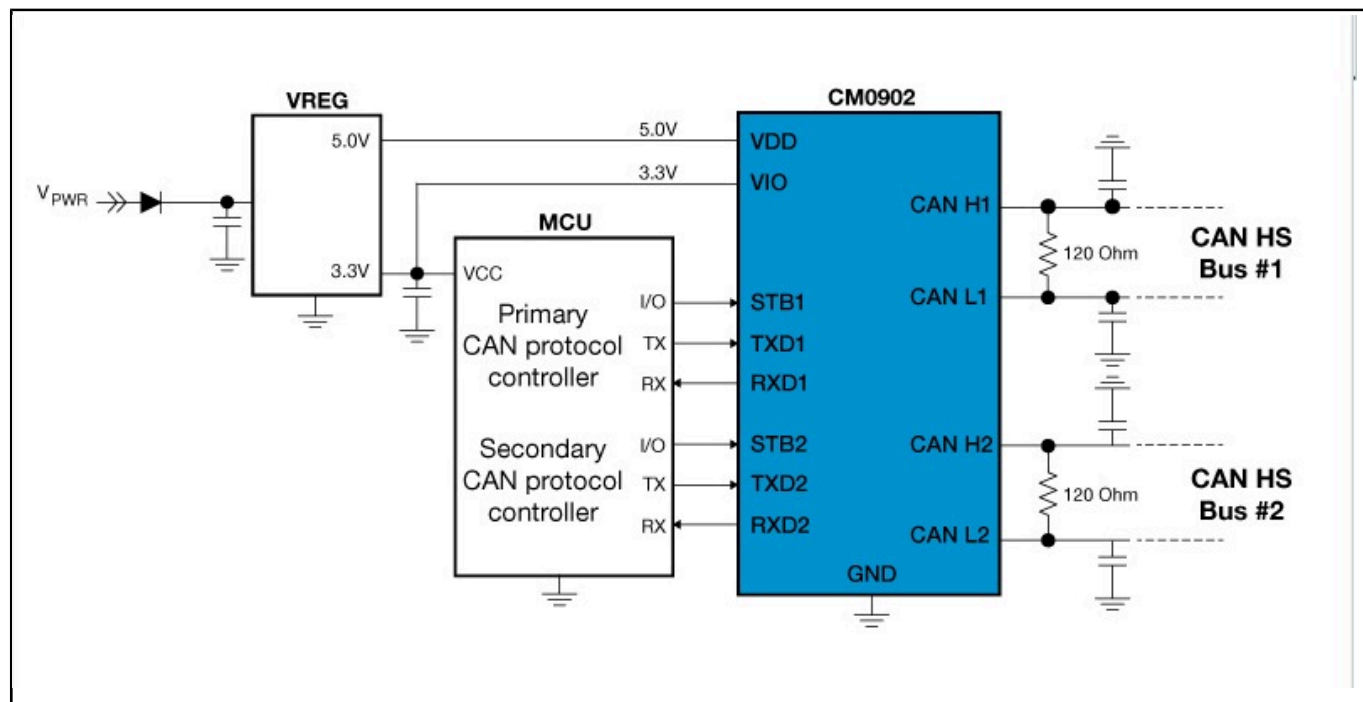 VREG
CM0902
5.0V
5.0V
VDD
3.3V
VIO
V PWR
CAN H1
MCU
CAN HS
Bus #1
120 Ohm
3.3V
VCC
CAN L1
I/O
STB1
Primary
CAN protocol
controller
TX
TXD1
RX
RXD1
I/O
STB2
CAN H2
Secondary
CAN protocol
controller
TX
TXD2
CAN HS
Bus #2
120 Ohm
RX
RXD2
CAN L2
GND